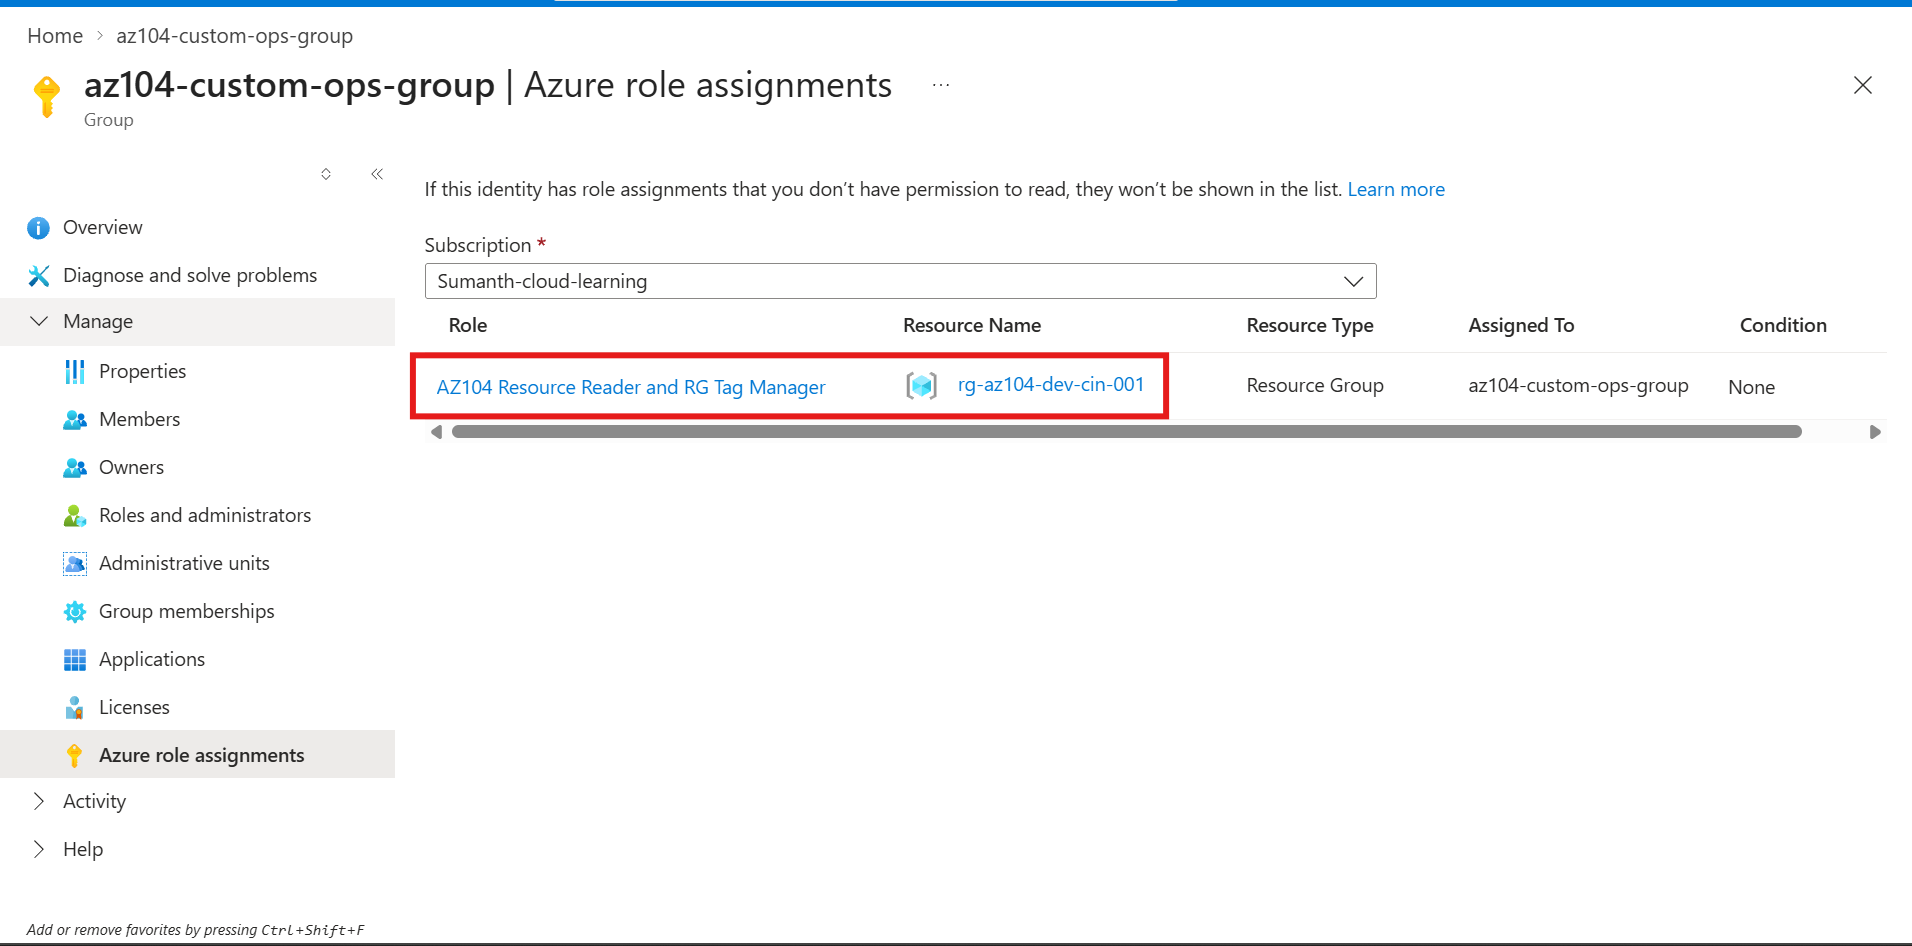 Home > az104-custom-ops-group
az104-custom-ops-group | Azure role assignments ...
Group
If this identity has role assignments that you don’t have permission to read, they won’t be shown in the list. Learn more
Overview
Diagnose and solve problems
Manage
Properties
Members
Owners
Roles and administrators
Administrative units
Group memberships
Applications
Licenses
Azure role assignments
Activity
Help
Add or remove favorites by pressing Ctrl+Shift+F
Subscription *
Sumanth-cloud-learning
Role Resource Name Resource Type Assigned To Condition
AZ104 Resource Reader and RG Tag Manager rg-az104-dev-cin-001 Resource Group az104-custom-ops-group None